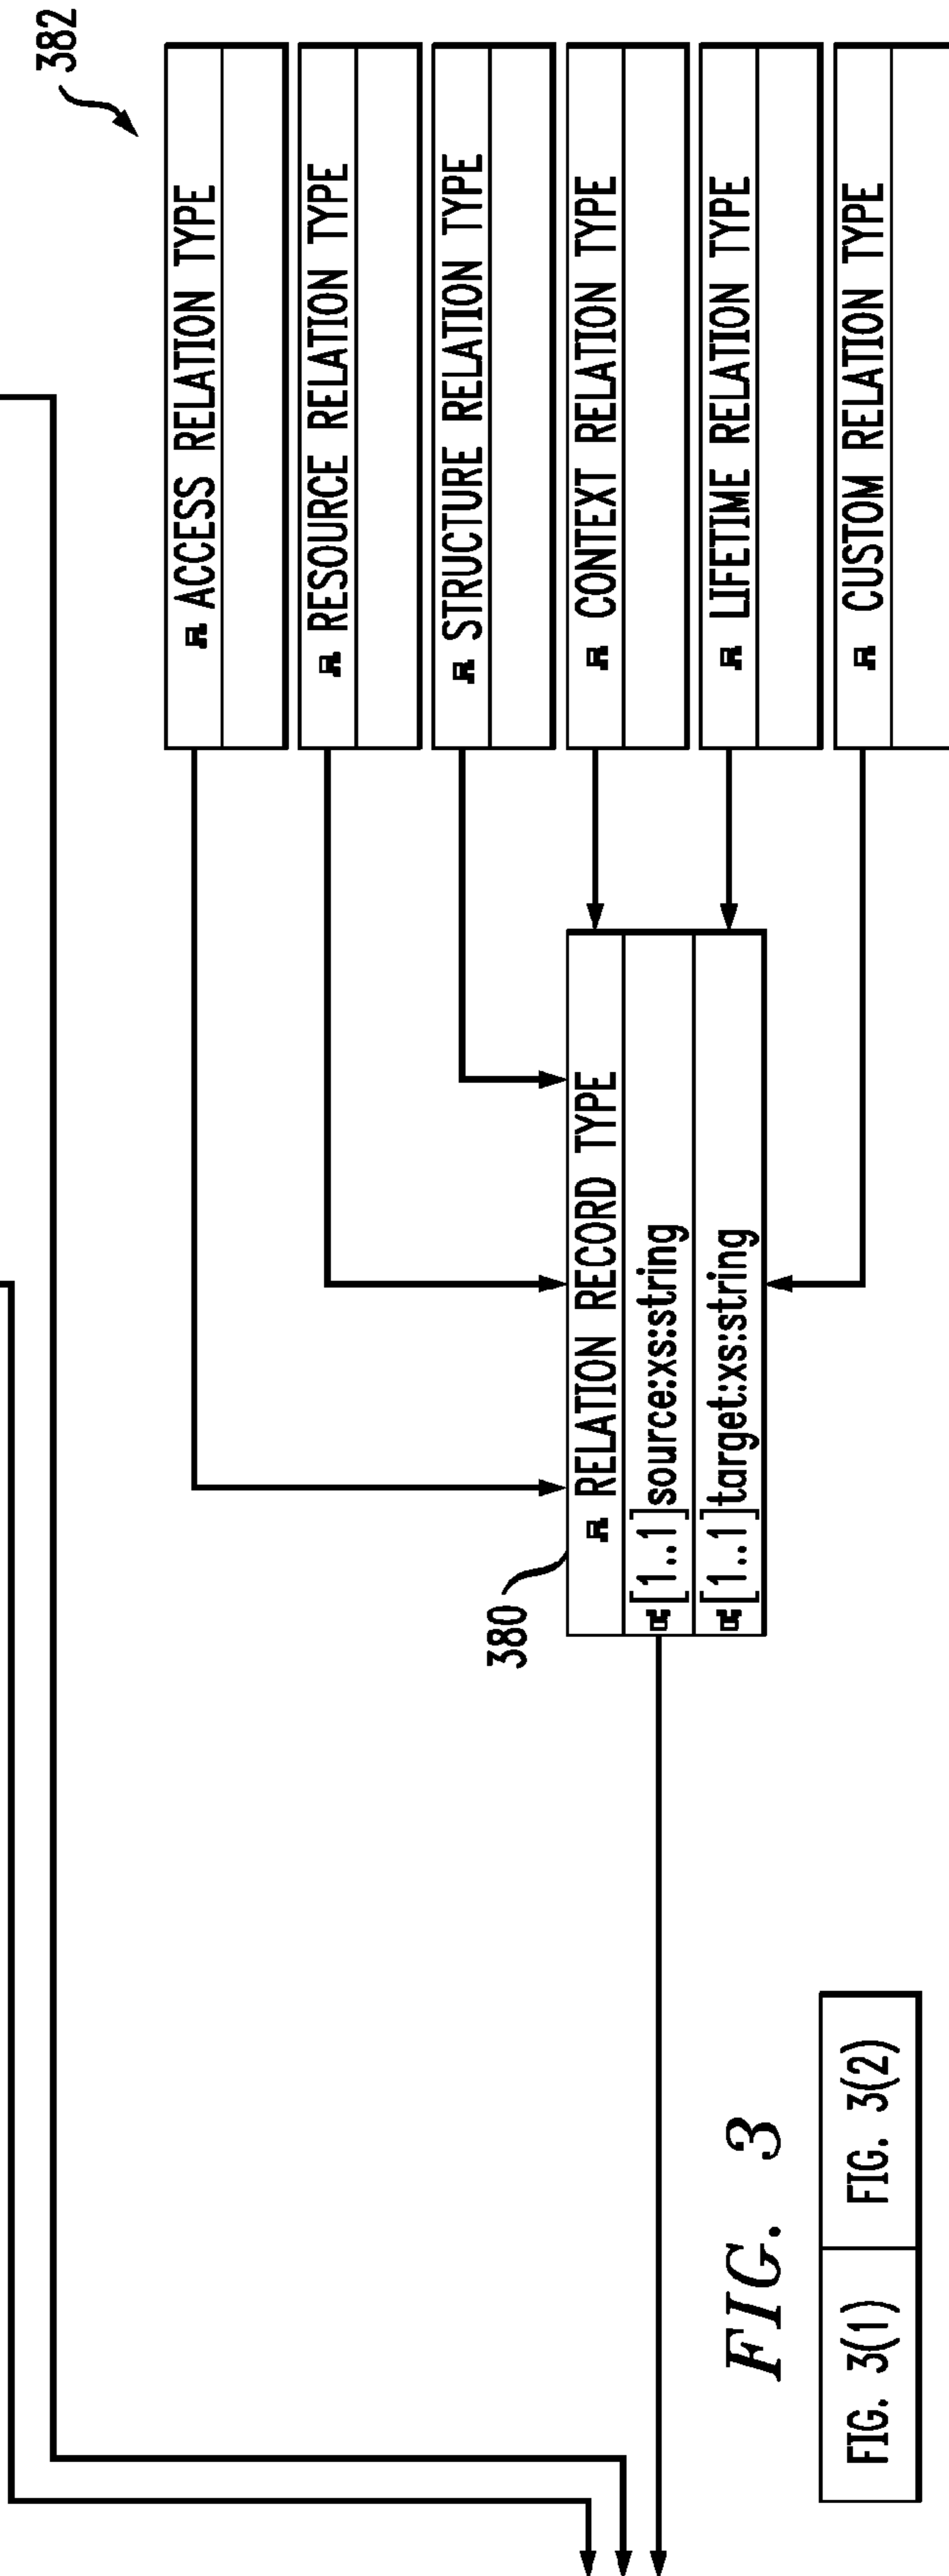 382
ACCESS RELATION TYPE
RESOURCE RELATION TYPE
STRUCTURE RELATION TYPE
CONTEXT RELATION TYPE
LIFETIME RELATION TYPE
CUSTOM RELATION TYPE
380
RELATION RECORD TYPE
[1..1]source:xs:string
[1..1]target:xs:string
FIG. 3
FIG. 3(1)
FIG. 3(2)